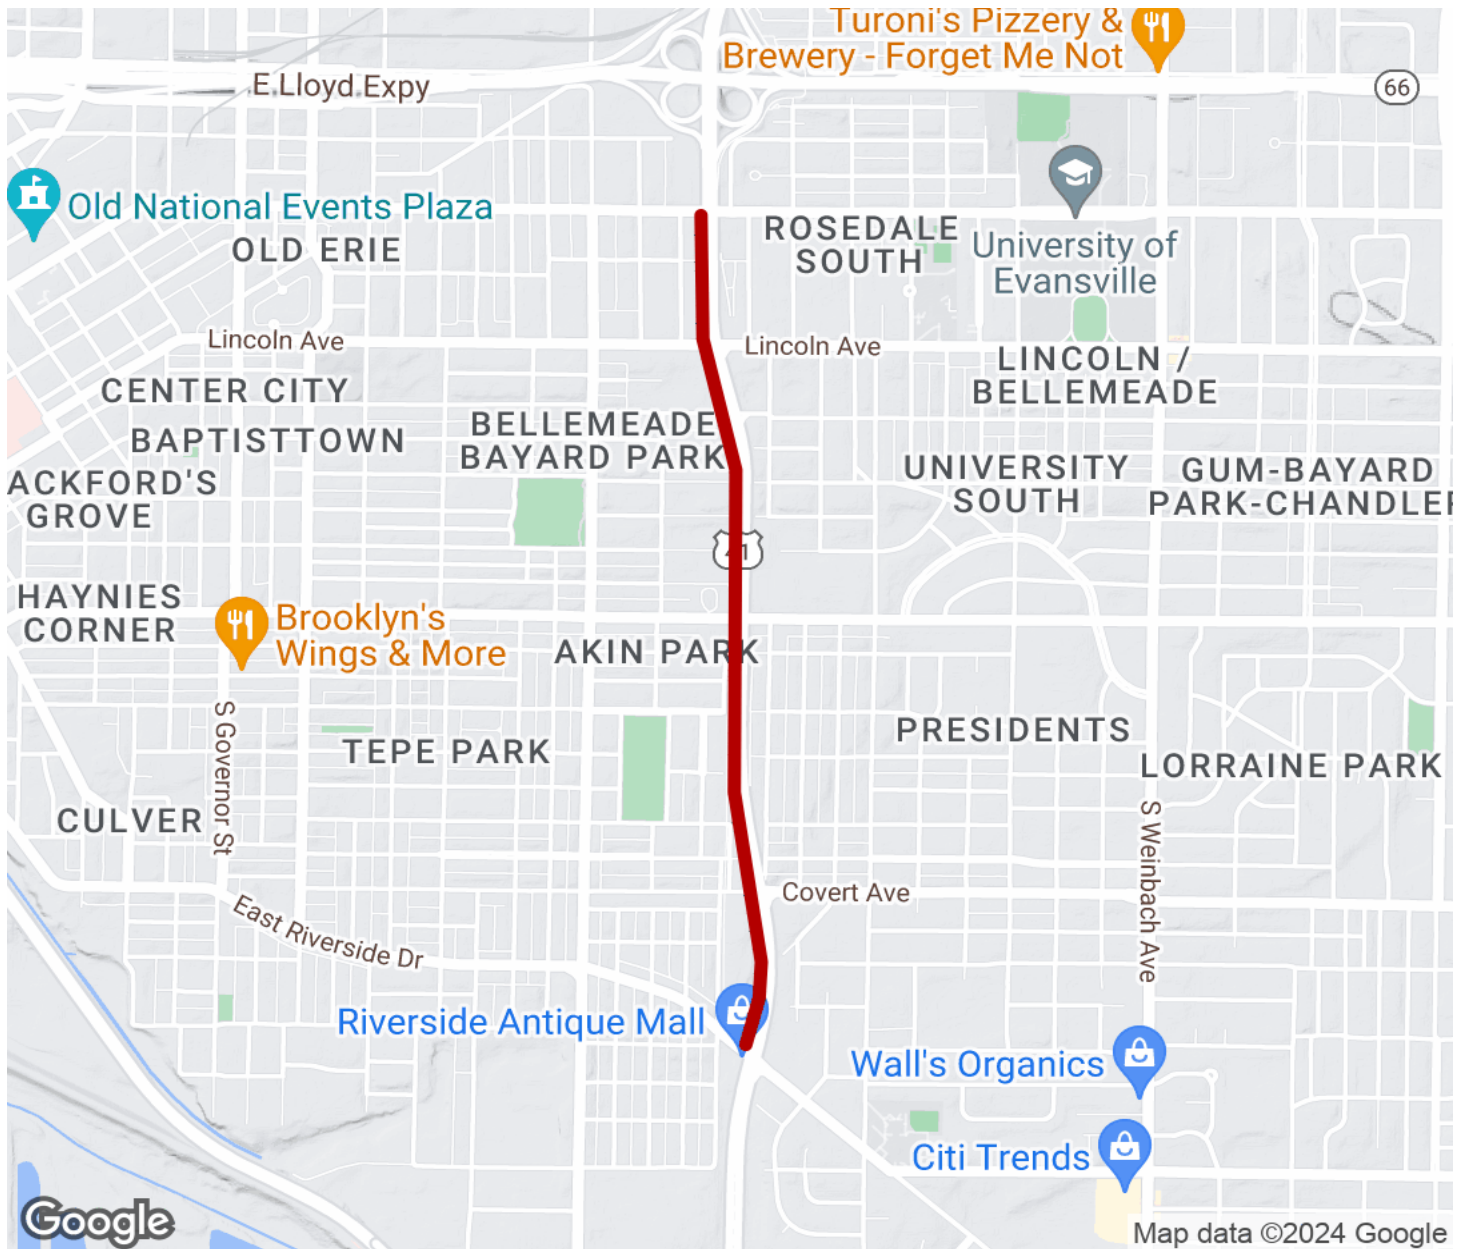 Turoni's Pizzery &
Brewery - Forget Me Not
E Lloyd Expy
66
Old National Events Plaza
OLD ERIE
ROSEDALE
SOUTH
University of
Evansville
Lincoln Ave
Lincoln Ave
LINCOLN /
BELLEMEADE
CENTER CITY
BAPTISTTOWN
BELLEMEADE
BAYARD PARK
UNIVERSITY
SOUTH
GUM-BAYARD
PARK-CHANDLER
ACKFORD'S
GROVE
41
HAYNIES
CORNER
Brooklyn's
Wings & More
AKIN PARK
S Governor St
TEPE PARK
PRESIDENTS
LORRAINE PARK
CULVER
S Weinbach Ave
Covert Ave
East Riverside Dr
Riverside Antique Mall
Wall's Organics
Citi Trends
Google
Map data ©2024 Google